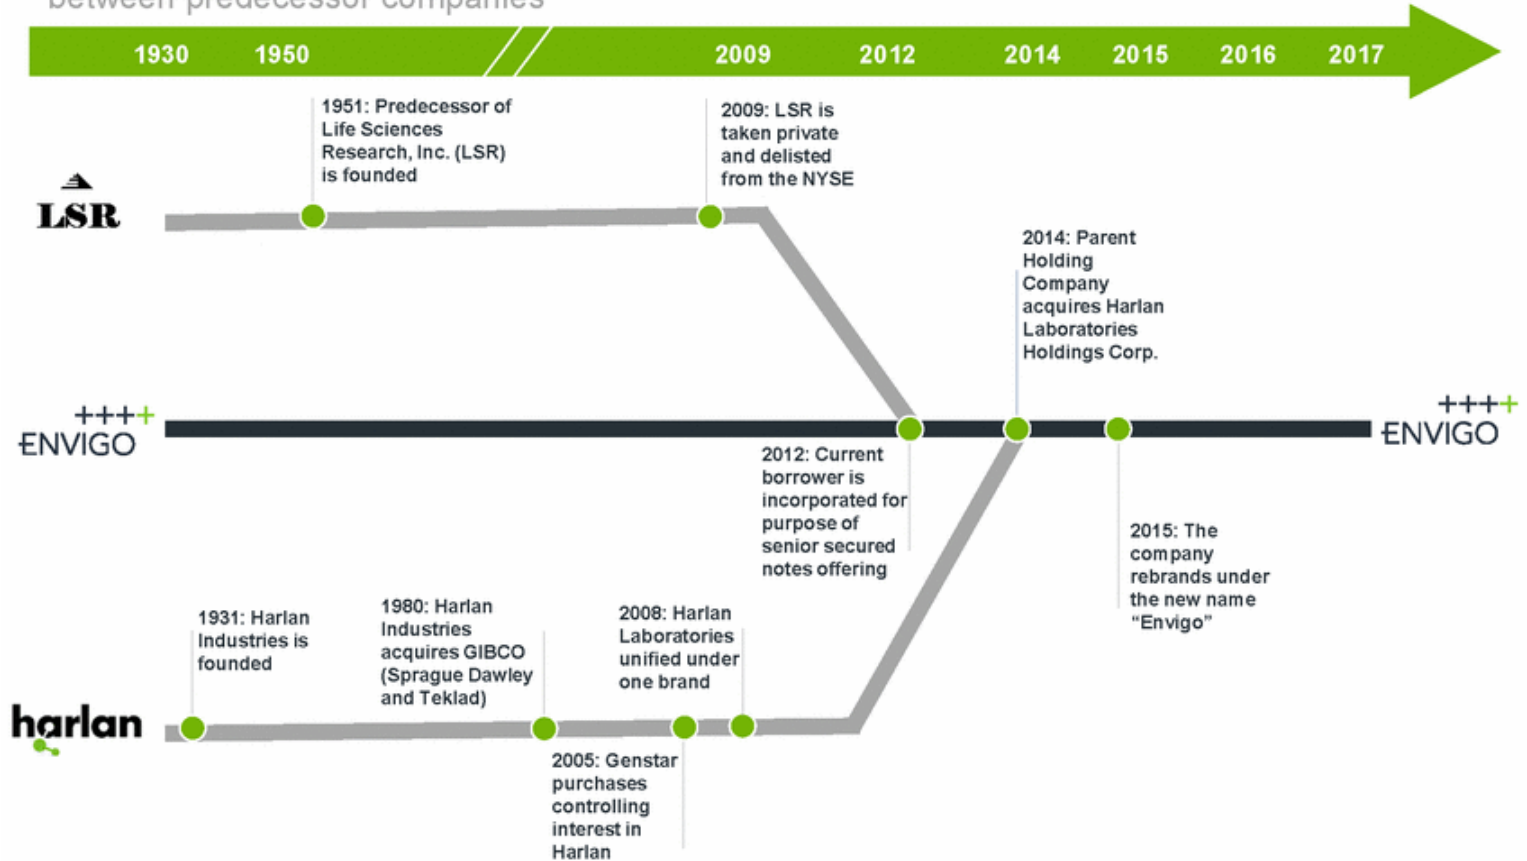 between predecessor companies
1930 1950 2009 2012 2014 2015 2016 2017
1951: Predecessor of
Life Sciences
Research, Inc. (LSR)
is founded
2009: LSR is
taken private
and delisted
from the NYSE
LSR
2014: Parent
Holding
Company
acquires Harlan
Laboratories
Holdings Corp.
++++
ENVIGO
++++
ENVIGO
2012: Current
borrower is
incorporated for
purpose of
senior secured
notes offering
2015: The
company
rebrands under
the new name
“Envigo”
1931: Harlan
Industries is
founded
1980: Harlan
Industries
acquires GIBCO
(Sprague Dawley
and Teklad)
2008: Harlan
Laboratories
unified under
one brand
harlan
2005: Genstar
purchases
controlling
interest in
Harlan